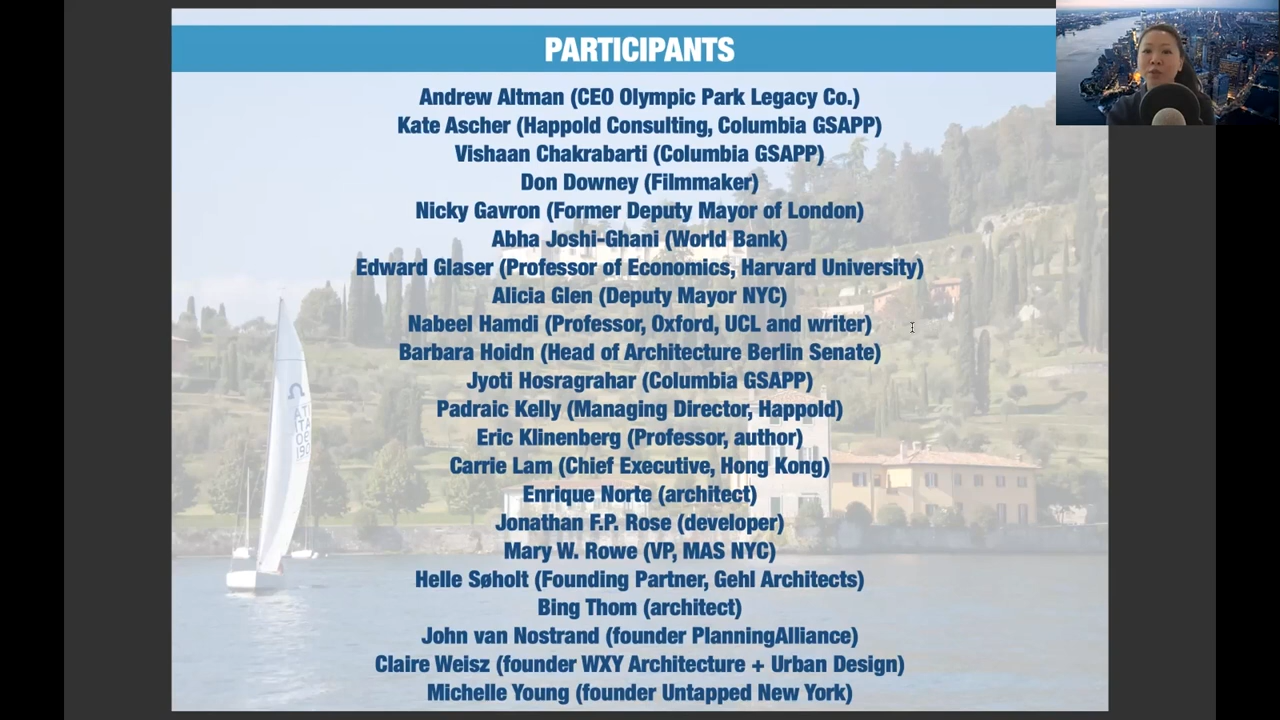 PARTICIPANTS
Andrew Altman (CEO Olympic Park Legacy Co.)
Kate Ascher (Happold Consulting, Columbia GSAPP)
Vishaan Chakrabarti (Columbia GSAPP)
Don Downey (Filmmaker)
Nicky Gavron (Former Deputy Mayor of London)
Abha Joshi-Ghani (World Bank)
Edward Glaser (Professor of Economics, Harvard University)
Alicia Glen (Deputy Mayor NYC)
Nabeel Hamdi (Professor, Oxford, UCL and writer)
Barbara Hoidn (Head of Architecture Berlin Senate)
Jyoti Hosragrahar (Columbia GSAPP)
Padraic Kelly (Managing Director, Happold)
Eric Klinenberg (Professor, author)
Carrie Lam (Chief Executive, Hong Kong)
Enrique Norte (architect)
Jonathan F.P. Rose (developer)
Mary W. Rowe (VP, MAS NYC)
Helle Søholt (Founding Partner, Gehl Architects)
Bing Thom (architect)
John van Nostrand (founder PlanningAlliance)
Claire Weisz (founder WXY Architecture + Urban Design)
Michelle Young (founder Untapped New York)